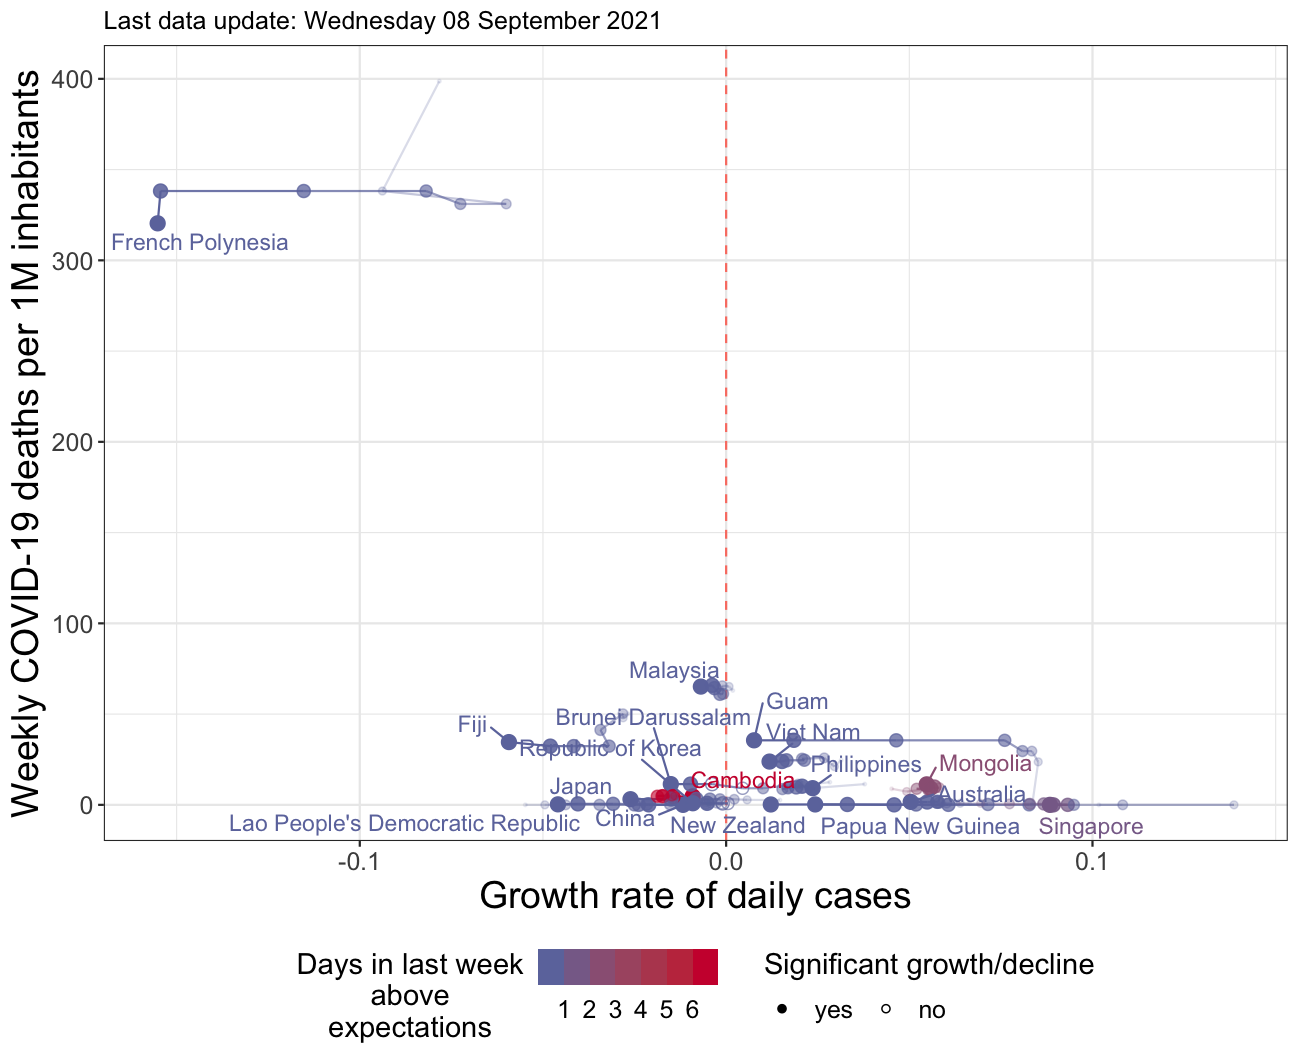 Last data update: Wednesday 08 September 2021
Weekly COVID-19 deaths per 1M inhabitants
400
300
200
100
0
French Polynesia
Malaysia
Guam
Brunei Darussalam
Fiji
Viet Nam
Republic of Korea
Philippines
Mongolia
Cambodia
Japan
Australia
Lao People's Democratic Republic
China
New Zealand
Papua New Guinea
Singapore
-0.1
0.0
0.1
Growth rate of daily cases
Days in last week
above
expectations
1 2 3 4 5 6
Significant growth/decline
yes
no